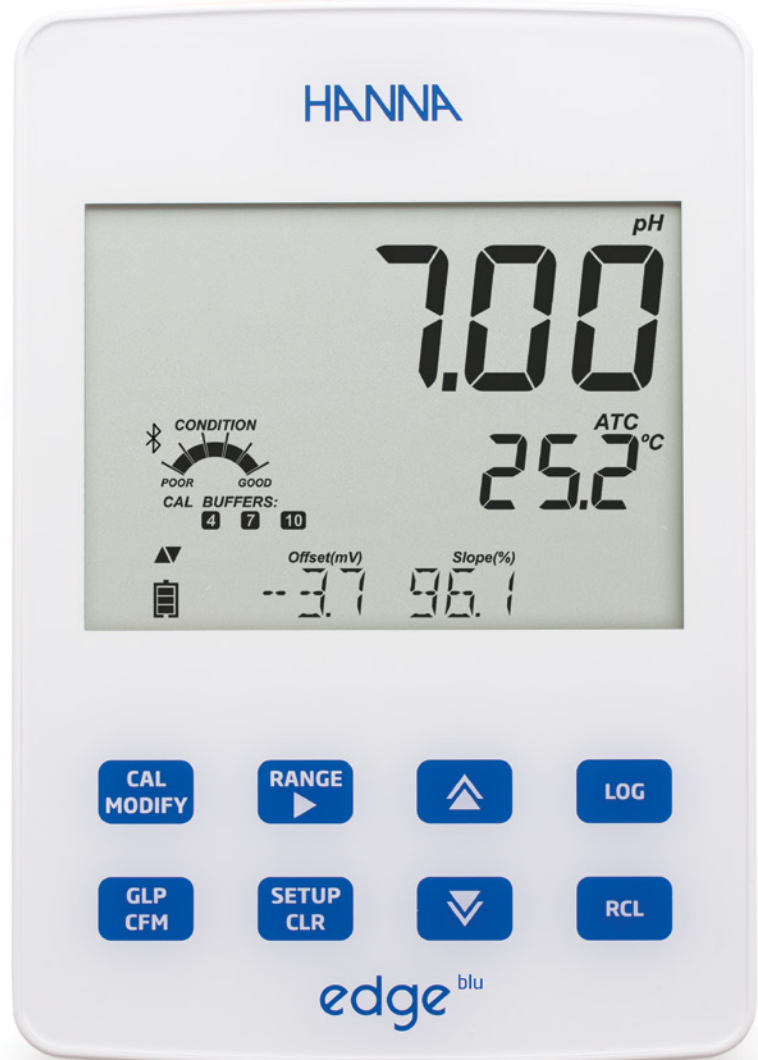 HANNA
pH
7.00
ATC
25.2 °C
CONDITION
POOR GOOD
CAL BUFFERS:
4 7 10
Offset(mV) Slope(%)
--3.7 96.1
CAL MODIFY
RANGE
LOG
GLP CFM
SETUP CLR
RCL
edge blu